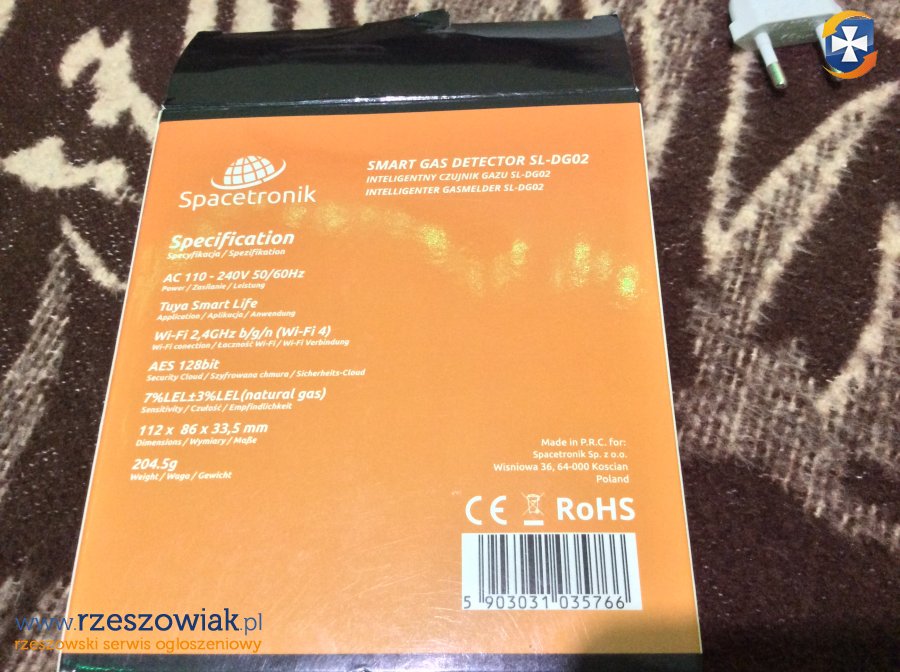 Spacetronik
SMART GAS DETECTOR SL-DG02
INTELIGENTNY CZUJNIK GAZU SL-DG02
INTELLIGENTER GASMELDER SL-DG02
Specification
Specyfikacja / Spezifikation
AC 110 - 240V 50/60Hz
Power / Zasilanie / Leistung
Tuya Smart Life
Application / Aplikacja / Anwendung
Wi-Fi 2,4GHz b/g/n (Wi-Fi 4)
Wi-Fi conection / Łączność Wi-Fi / Wi-Fi Verbindung
AES 128bit
Security Cloud / Szyfrowana chmura / Sicherheits-Cloud
7%LEL±3%LEL(natural gas)
Sensitivity / Czułość / Empfindlichkeit
112 x 86 x 33,5 mm
Dimensions / Wymiary / Maße
204.5g
Weight / Waga / Gewicht
Made in P.R.C. for:
Spacetronik Sp. z o.o.
Wisniowa 36, 64-000 Koscian
Poland
CE RoHS
5 903031 035766
www.rzeszowiak.pl
rzeszowski serwis ogłoszeniowy